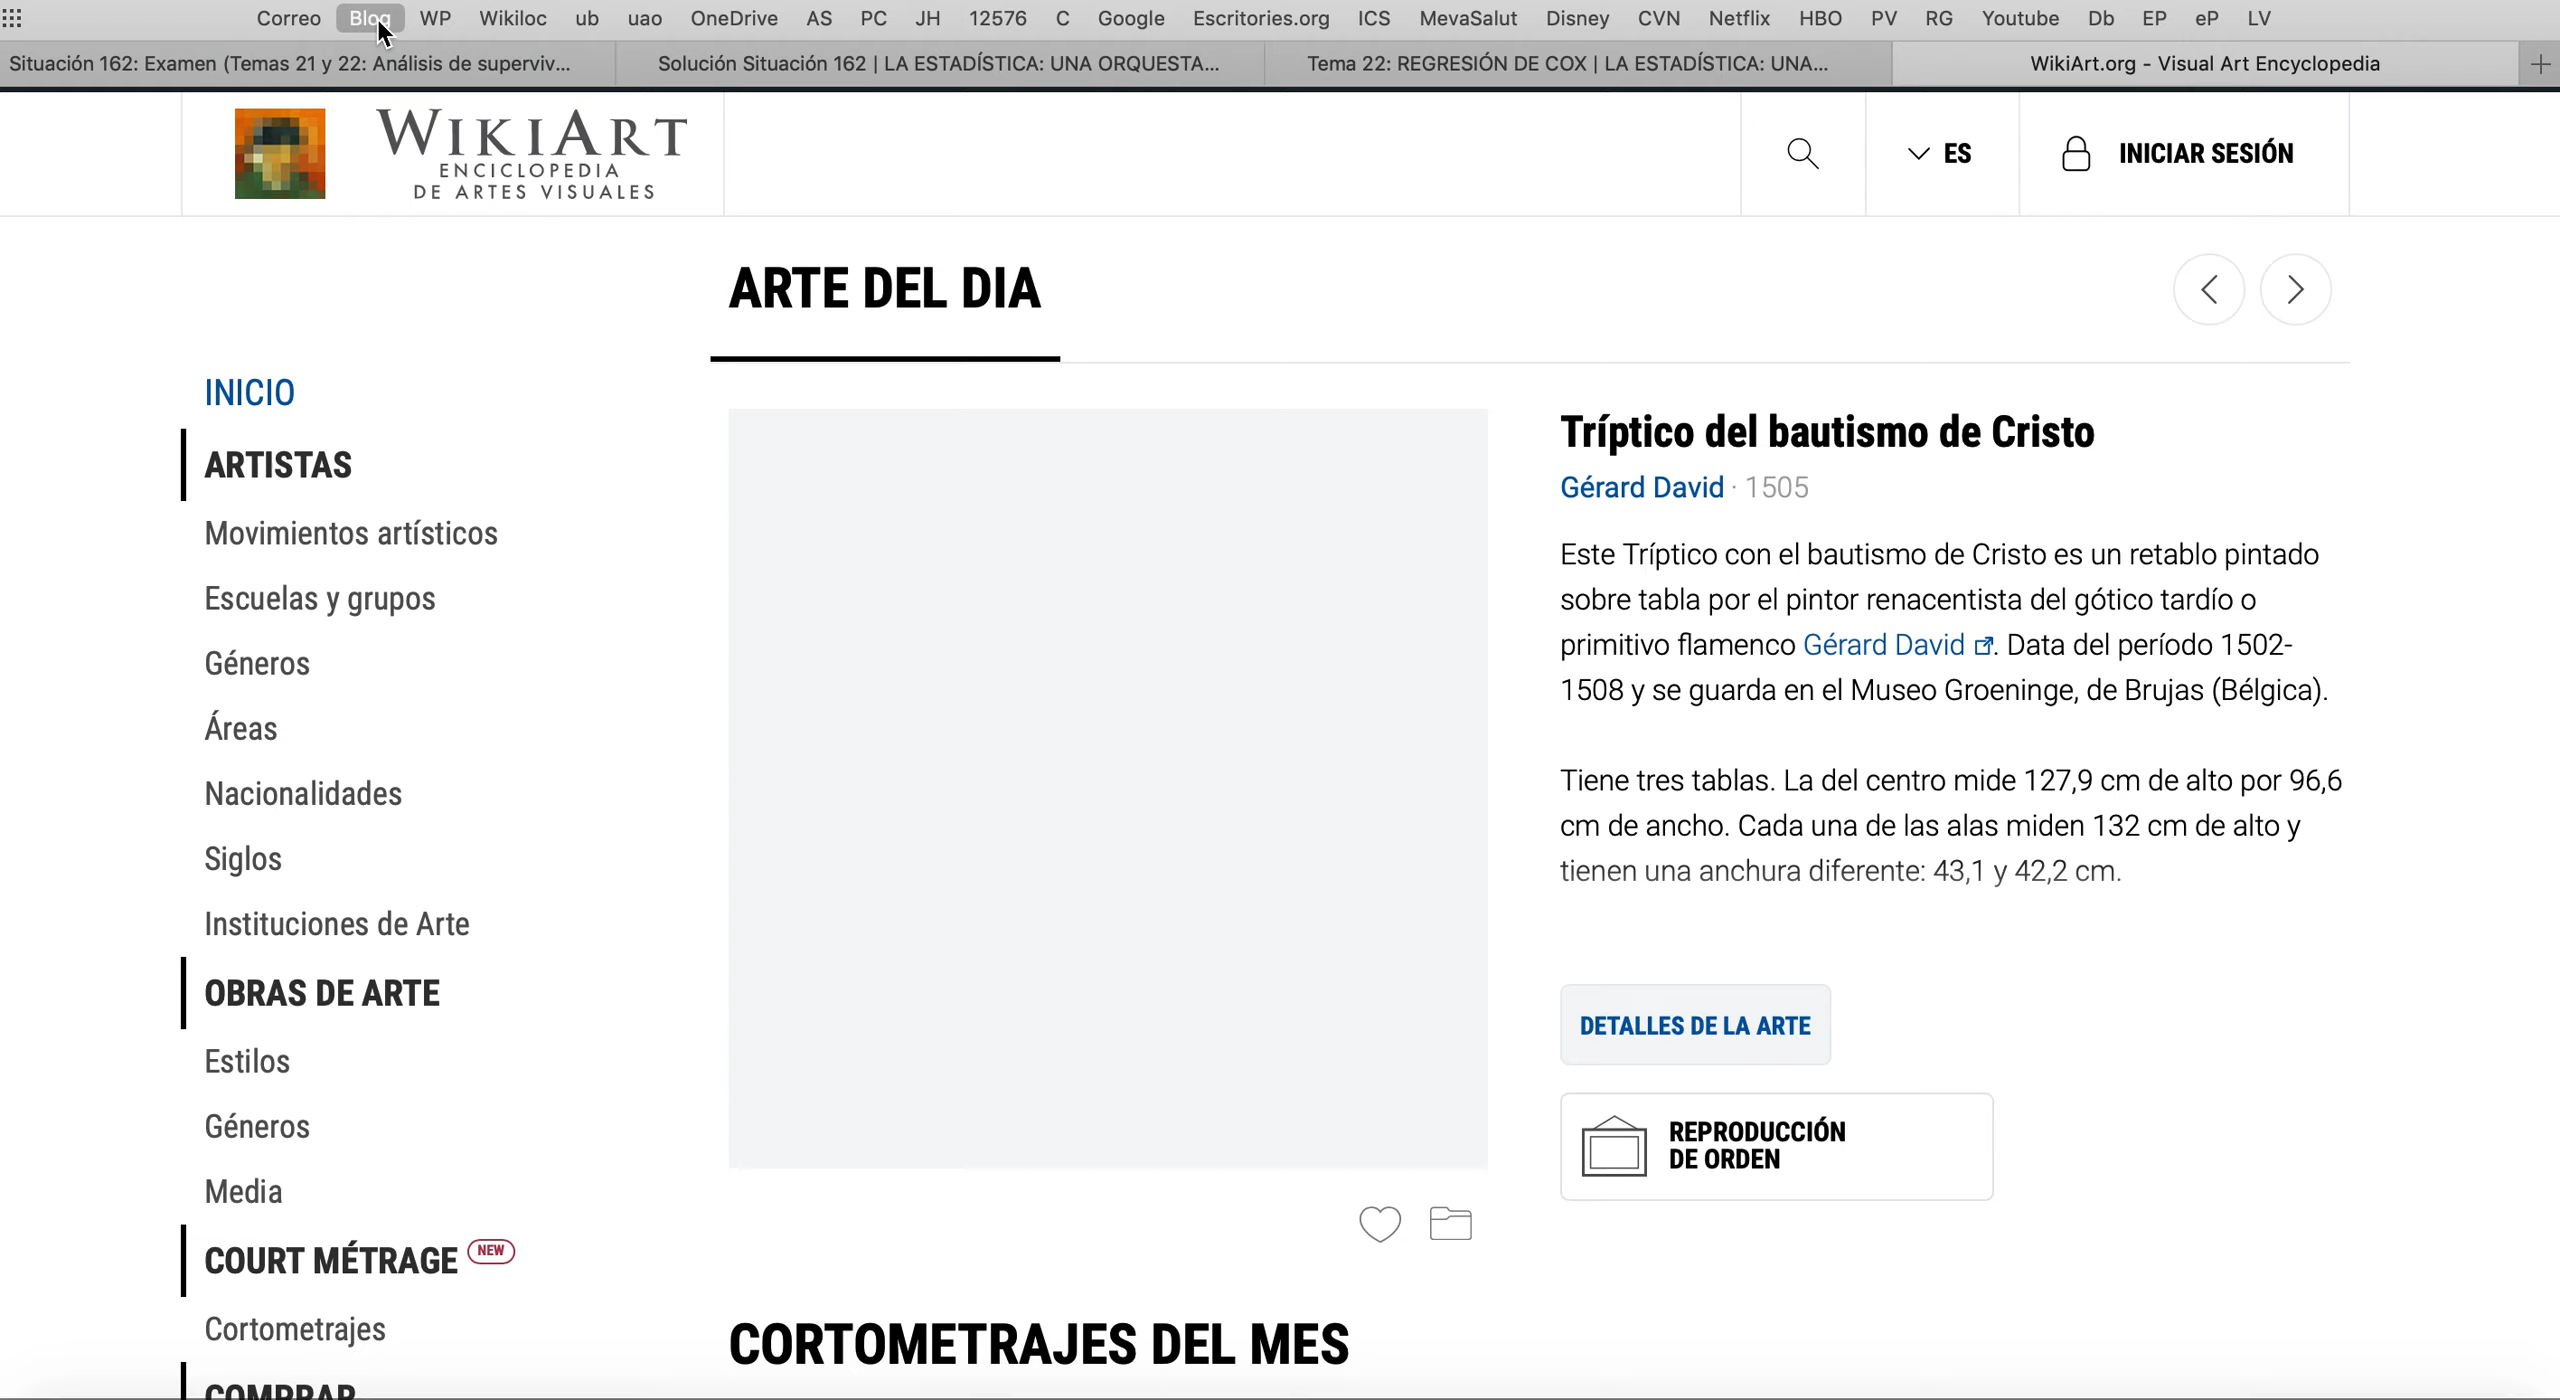 Correo Blog WP Wikiloc ub uao OneDrive AS PC JH 12576 C Google Escritories.org ICS MevaSalut Disney CVN Netflix HBO PV RG Youtube Db EP eP LV
Situación 162: Examen (Temas 21 y 22: Análisis de superviv... Solución Situación 162 | LA ESTADÍSTICA: UNA ORQUESTA... Tema 22: REGRESIÓN DE COX | LA ESTADÍSTICA: UNA... WikiArt.org - Visual Art Encyclopedia
WIKIART
ENCICLOPEDIA
DE ARTES VISUALES
ES
INICIAR SESIÓN
ARTE DEL DIA
INICIO
ARTISTAS
Movimientos artísticos
Escuelas y grupos
Géneros
Áreas
Nacionalidades
Siglos
Instituciones de Arte
OBRAS DE ARTE
Estilos
Géneros
Media
COURT MÉTRAGE NEW
Cortometrajes
COMPRAR
Tríptico del bautismo de Cristo
Gérard David · 1505
Este Tríptico con el bautismo de Cristo es un retablo pintado
sobre tabla por el pintor renacentista del gótico tardío o
primitivo flamenco Gérard David. Data del período 1502-
1508 y se guarda en el Museo Groeninge, de Brujas (Bélgica).
Tiene tres tablas. La del centro mide 127,9 cm de alto por 96,6
cm de ancho. Cada una de las alas miden 132 cm de alto y
tienen una anchura diferente: 43,1 y 42,2 cm.
DETALLES DE LA ARTE
REPRODUCCIÓN
DE ORDEN
CORTOMETRAJES DEL MES